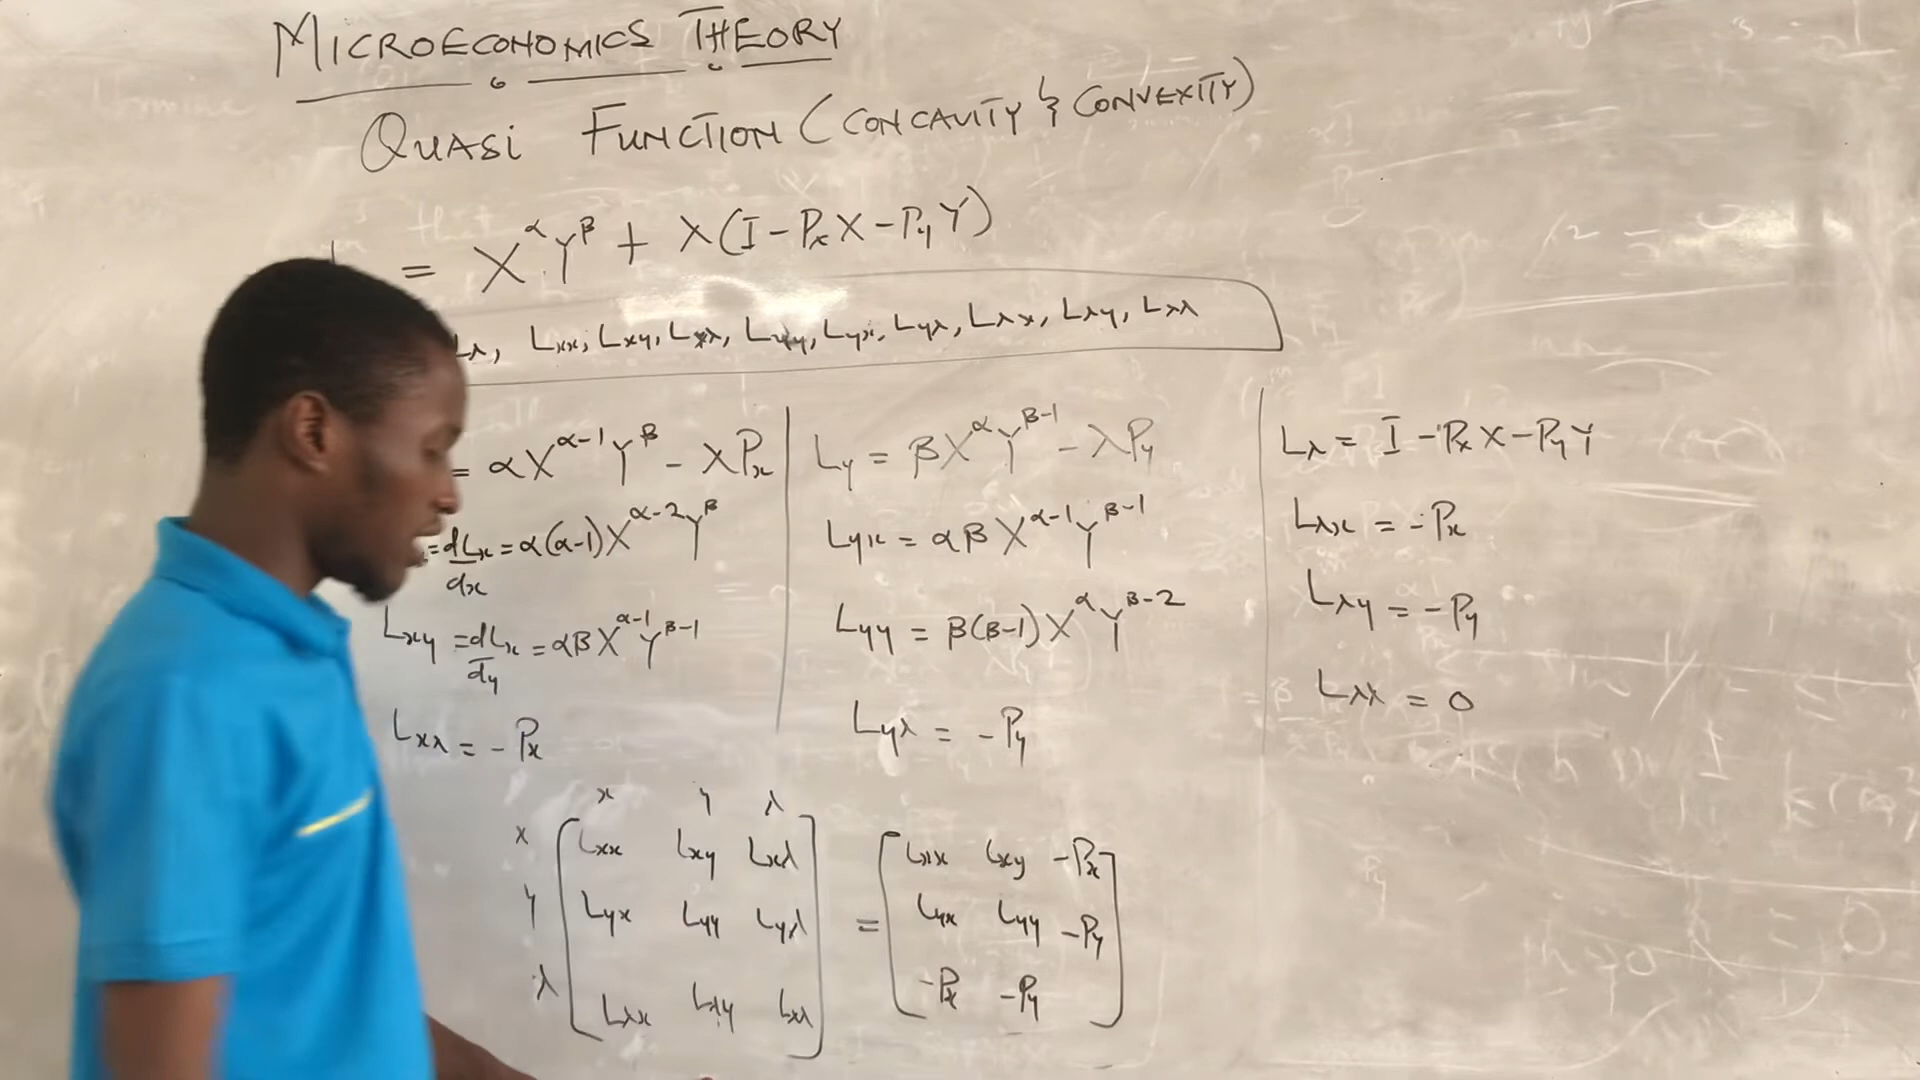 MICROECONOMICS THEORY
QUASI FUNCTION (CONCAVITY & CONVEXITY)
= X^α Y^β + λ(I - PxX - PyY)
Lλ, Lxx, Lxy, Lxλ, Lyy, Lyx, Lyλ, Lλx, Lλy, Lλλ
= αX^α-1 Y^β - λPx
= dLx/dx = α(α-1)X^α-2 Y^β
Lxy = dLx/dy = αβX^α-1 Y^β-1
Lxλ = -Px
Ly = βX^α Y^β-1 - λPy
Lyx = αβX^α-1 Y^β-1
Lyy = β(β-1)X^α Y^β-2
Lyλ = -Py
Lλ = I - PxX - PyY
Lλx = -Px
Lλy = -Py
Lλλ = 0
x y λ
x [Lxx Lxy Lxλ] [Lxx Lxy -Px]
y [Lyx Lyy Lyλ] = [Lyx Lyy -Py]
λ [Lλx Lλy Lλλ] [-Px -Py]